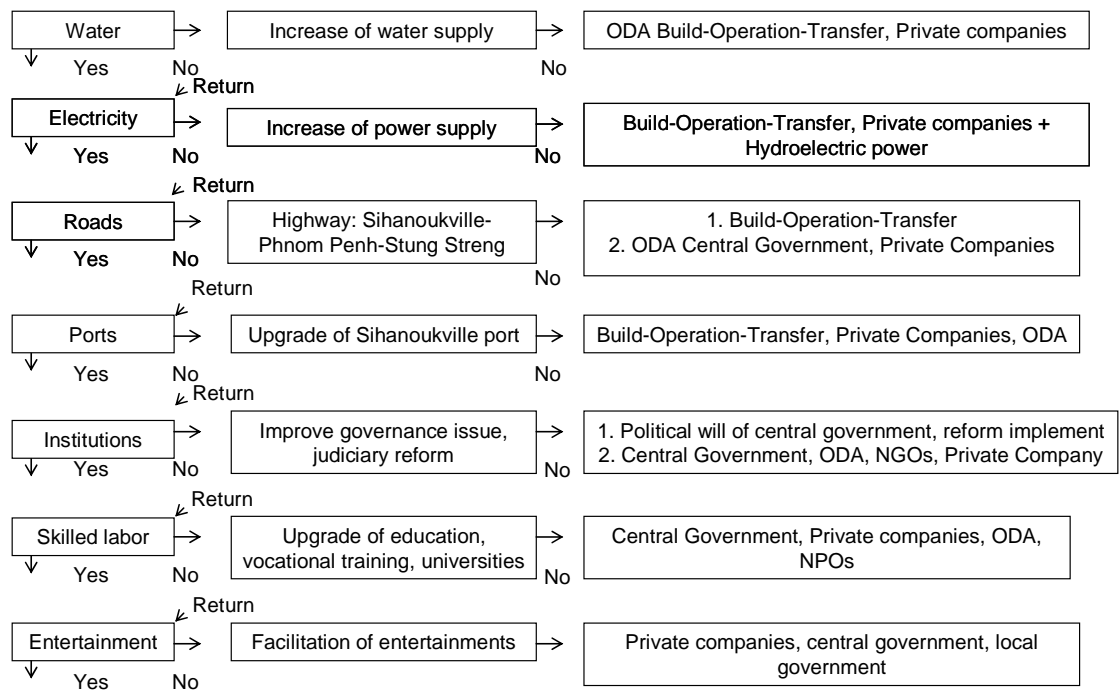 Water
Increase of water supply
ODA Build-Operation-Transfer, Private companies
Yes No
No
Return
Electricity
Increase of power supply
Build-Operation-Transfer, Private companies +
Hydroelectric power
Yes No
No
Return
Roads
Highway: Sihanoukville-
Phnom Penh-Stung Streng
1. Build-Operation-Transfer
2. ODA Central Government, Private Companies
Yes No
No
Return
Ports
Upgrade of Sihanoukville port
Build-Operation-Transfer, Private Companies, ODA
Yes No
No
Return
Institutions
Improve governance issue,
judiciary reform
1. Political will of central government, reform implement
2. Central Government, ODA, NGOs, Private Company
Yes No
No
Return
Skilled labor
Upgrade of education,
vocational training, universities
Central Government, Private companies, ODA,
NPOs
Yes No
No
Return
Entertainment
Facilitation of entertainments
Private companies, central government, local
government
Yes No